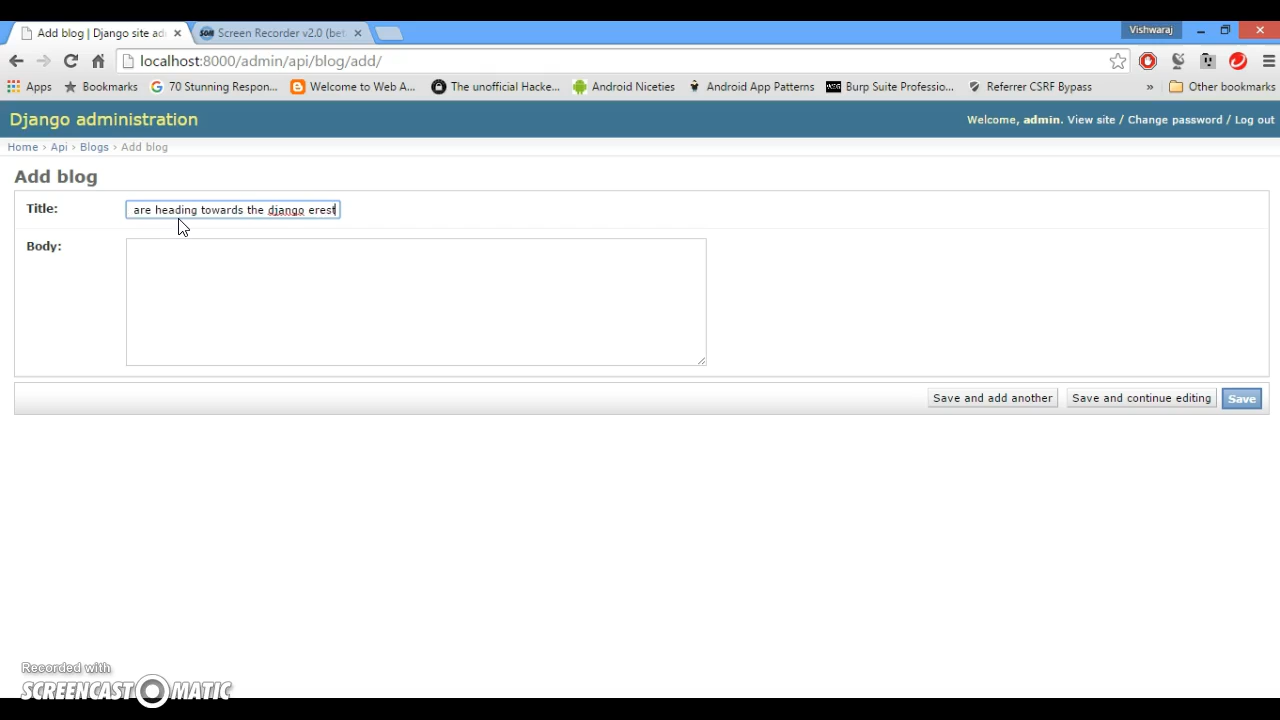 Add blog | Django site ad
Screen Recorder v2.0 (bet
Vishwaraj
localhost:8000/admin/api/blog/add/
Apps
Bookmarks
70 Stunning Respon...
Welcome to Web A...
The unofficial Hacke...
Android Niceties
Android App Patterns
Burp Suite Professio...
Referrer CSRF Bypass
»
Other bookmarks
Django administration
Welcome, admin. View site / Change password / Log out
Home › Api › Blogs › Add blog
Add blog
Title:
are heading towards the django erest
Body:
Save and add another
Save and continue editing
Save
Recorded with
SCREENCAST-O-MATIC